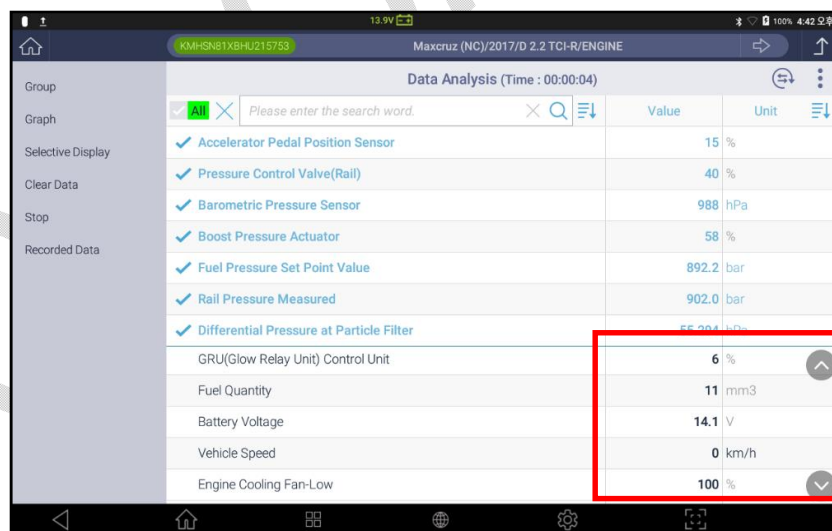 13.9V
100% 4:42 오후
KMHSN81XBHU215753 Maxcruz (NC)/2017/D 2.2 TCI-R/ENGINE
Data Analysis (Time : 00:00:04)
Group
Graph
Selective Display
Clear Data
Stop
Recorded Data
All Please enter the search word. Value Unit
Accelerator Pedal Position Sensor 15 %
Pressure Control Valve(Rail) 40 %
Barometric Pressure Sensor 988 hPa
Boost Pressure Actuator 58 %
Fuel Pressure Set Point Value 892.2 bar
Rail Pressure Measured 902.0 bar
Differential Pressure at Particle Filter 55.294 hPa
GRU(Glow Relay Unit) Control Unit 6 %
Fuel Quantity 11 mm3
Battery Voltage 14.1 V
Vehicle Speed 0 km/h
Engine Cooling Fan-Low 100 %